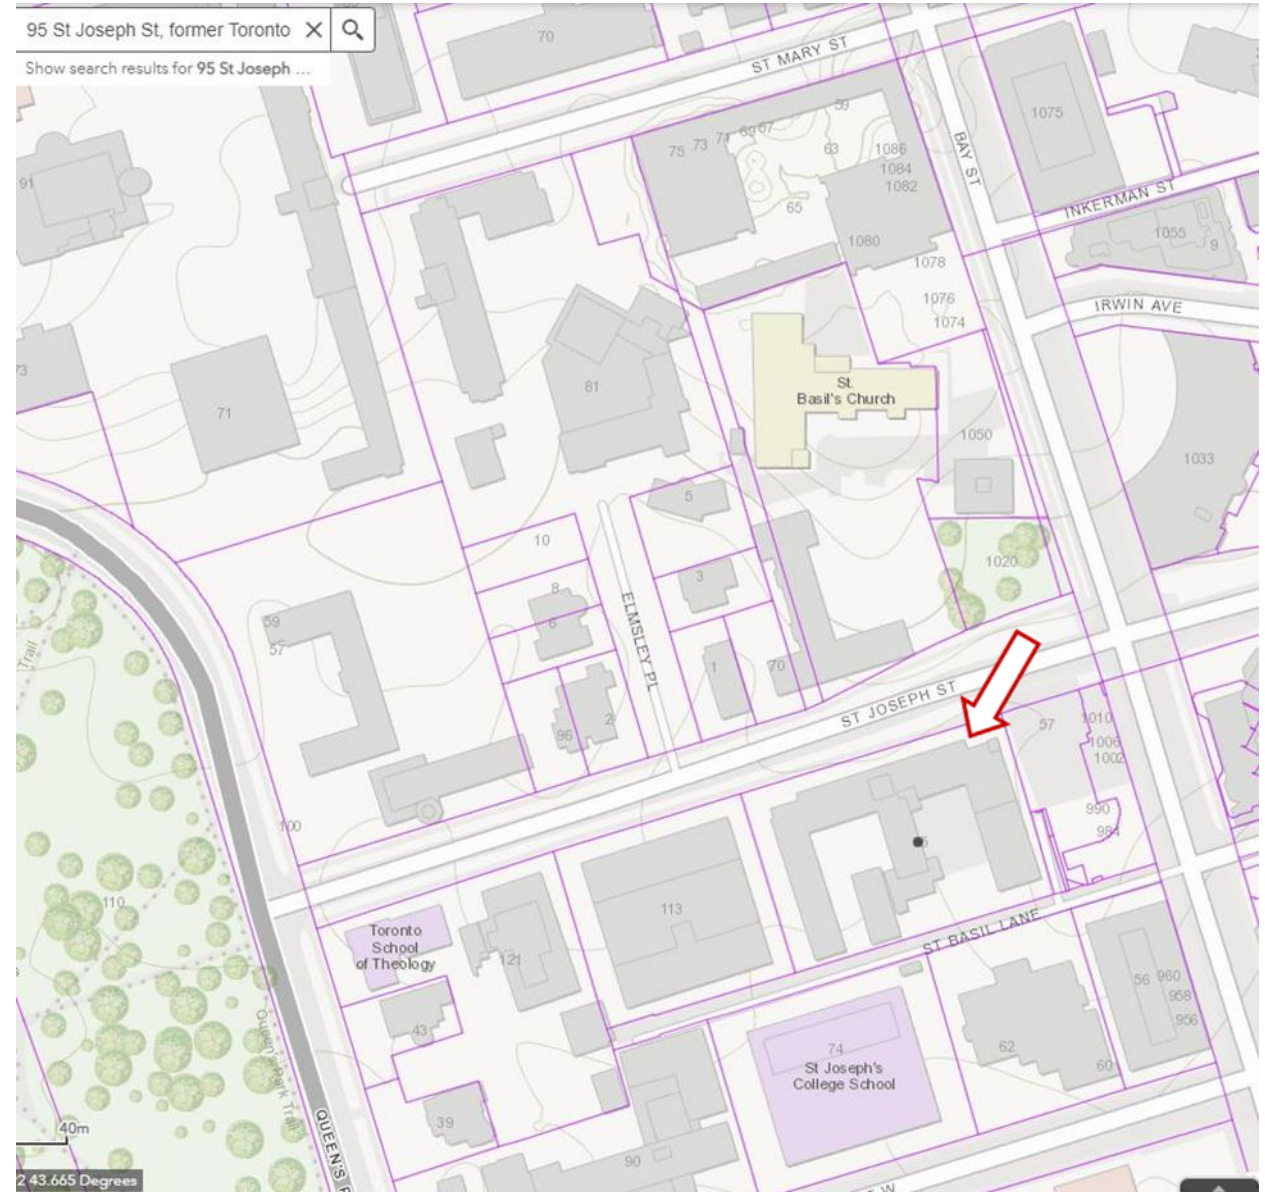 95 St Joseph St, former Toronto
Show search results for 95 St Joseph ...
70
ST MARY ST
59
75 73 71 69 67
63
1086
1084
1082
65
1080
1078
1076
1074
BAY ST
1075
INKERMAN ST
1055
9
IRWIN AVE
91
73
71
81
St.
Basil's Church
1050
1033
5
10
1020
3
8
6
59
57
ELMSLEY PL
1
70
2
96
ST JOSEPH ST
57
1010
1006
1002
990
984
100
Trail
110
113
Toronto
School
of Theology
121
ST BASIL LANE
43
56 960
958
956
62
60
74
St Joseph's
College School
39
90
Queen's Park Trail
QUEEN'S P
40m
2 43.665 Degrees
W